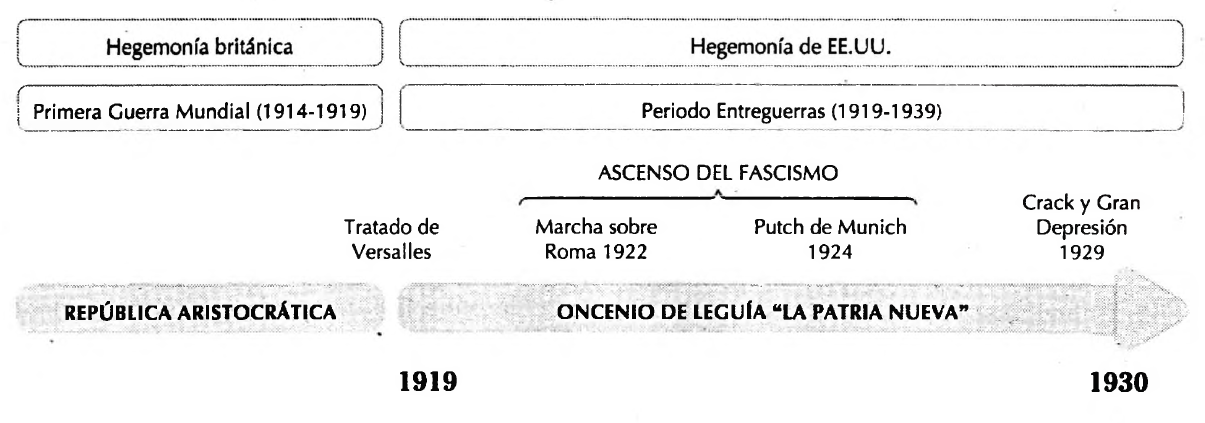 Hegemonía británica
Hegemonía de EE.UU.
Primera Guerra Mundial (1914-1919)
Periodo Entreguerras (1919-1939)
ASCENSO DEL FASCISMO
Tratado de
Versalles
Marcha sobre
Roma 1922
Putch de Munich
1924
Crack y Gran
Depresión
1929
REPÚBLICA ARISTOCRÁTICA
ONCENIO DE LEGUÍA “LA PATRIA NUEVA”
1919
1930